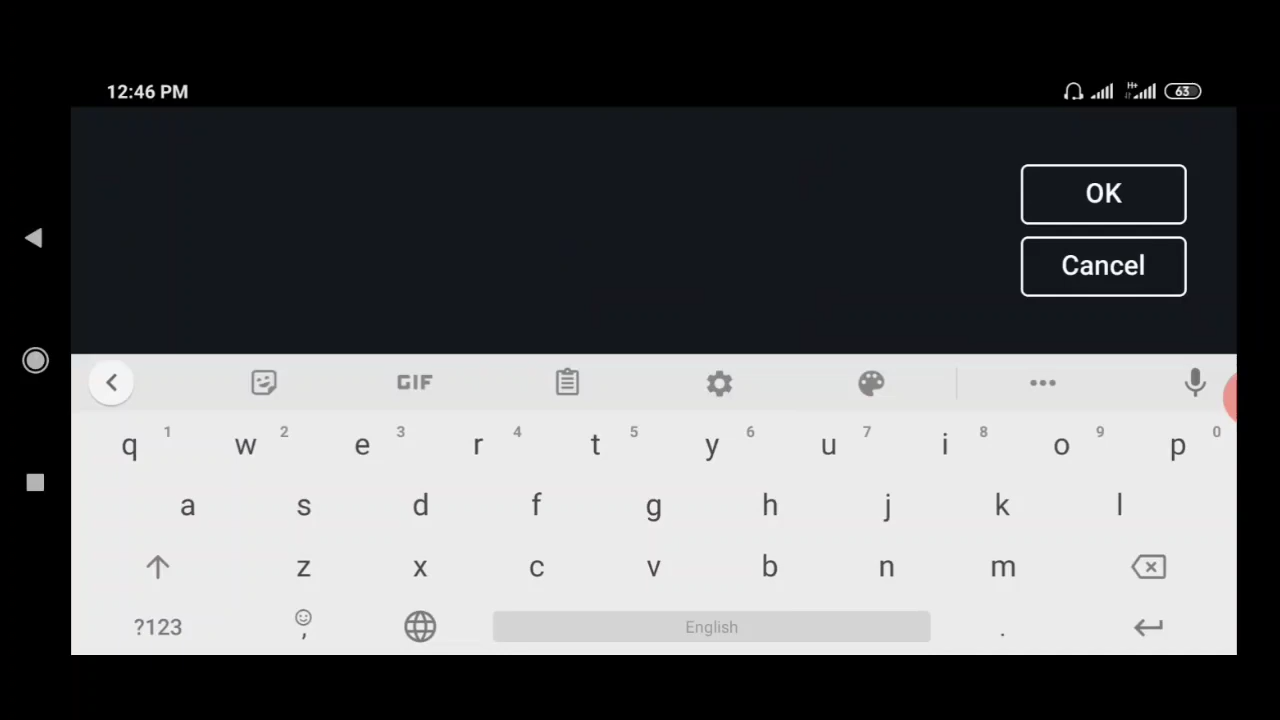 12:46 PM H+ 63
OK
Cancel
GIF
q 1 w 2 e 3 r 4 t 5 y 6 u 7 i 8 o 9 p 0
a s d f g h j k l
z x c v b n m
?123 , English .